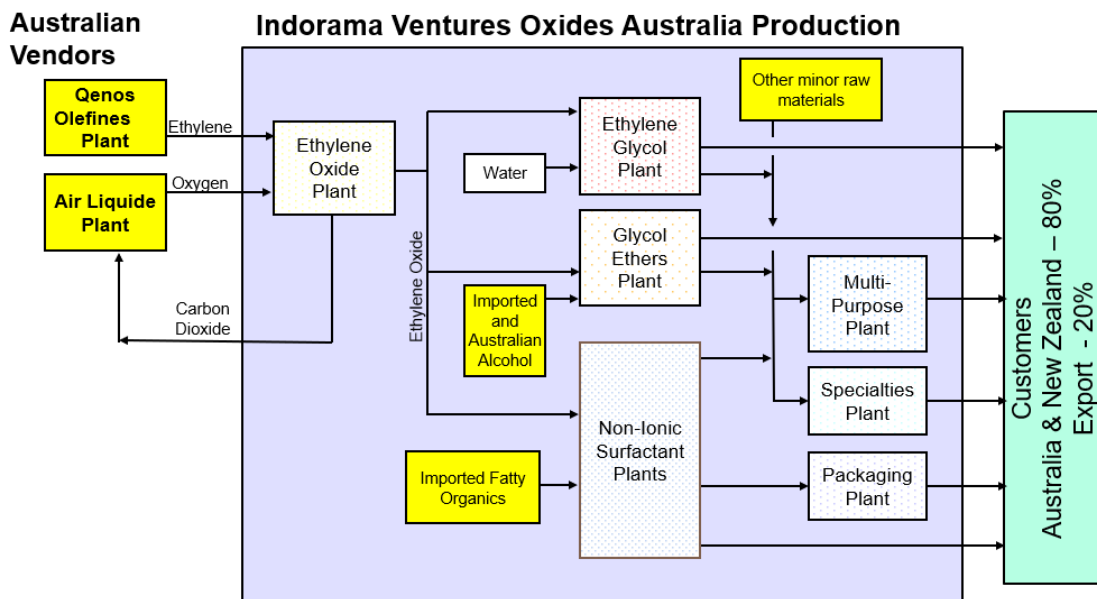 Australian
Vendors
Indorama Ventures Oxides Australia Production
Qenos
Olefines
Plant
Ethylene
Air Liquide
Plant
Oxygen
Carbon
Dioxide
Ethylene
Oxide
Plant
Ethylene Oxide
Water
Ethylene
Glycol
Plant
Other minor raw
materials
Glycol
Ethers
Plant
Imported
and
Australian
Alcohol
Multi-
Purpose
Plant
Non-Ionic
Surfactant
Plants
Specialties
Plant
Imported Fatty
Organics
Packaging
Plant
Customers
Australia & New Zealand – 80%
Export - 20%